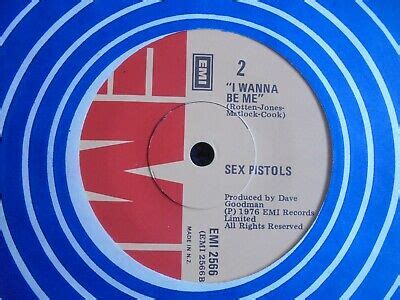 EMI
2
"I WANNA
BE ME"
(Rotten-Jones-
Matlock-Cook)
SEX PISTOLS
Produced by Dave
Goodman
(P) 1976 EMI Records
Limited
All Rights Reserved
EMI 2566
(EMI 2566B
MADE IN N.Z.